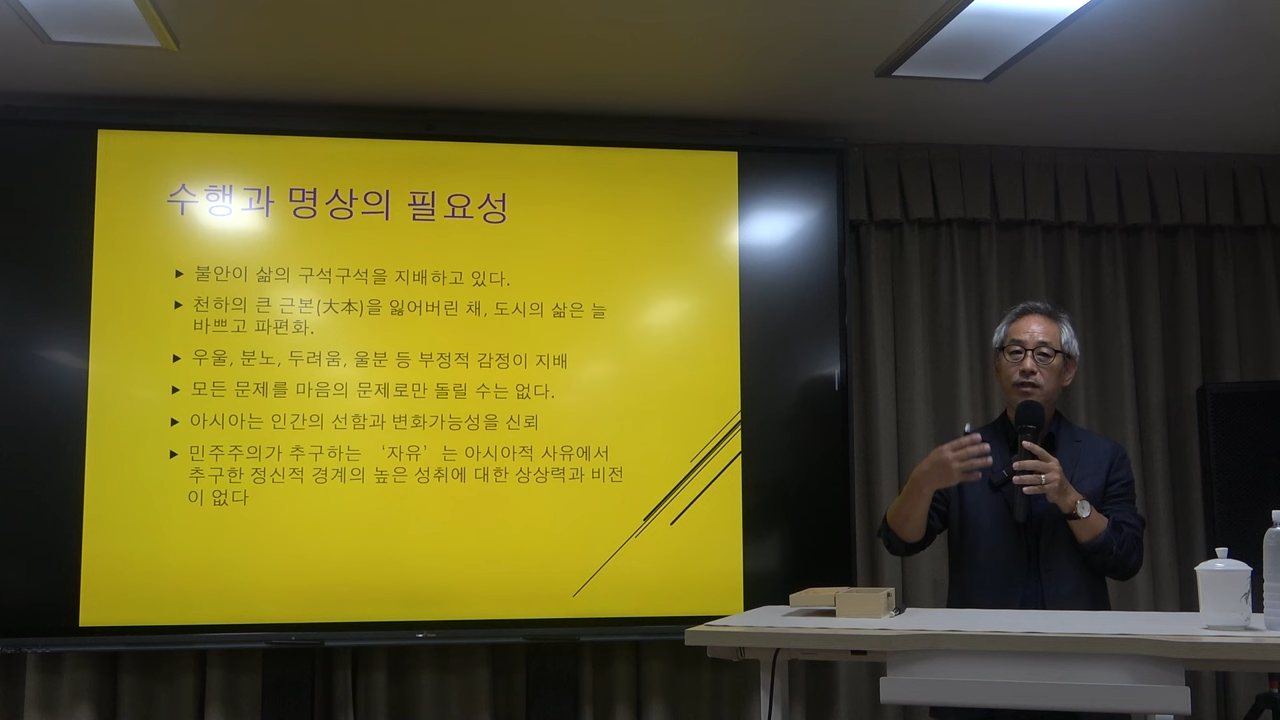 수행과 명상의 필요성
▶ 불안이 삶의 구석구석을 지배하고 있다.
▶ 천하의 큰 근본(大本)을 잃어버린 채, 도시의 삶은 늘
바쁘고 파편화.
▶ 우울, 분노, 두려움, 울분 등 부정적 감정이 지배
▶ 모든 문제를 마음의 문제로만 돌릴 수는 없다.
▶ 아시아는 인간의 선함과 변화가능성을 신뢰
▶ 민주주의가 추구하는 ‘자유’ 는 아시아적 사유에서
추구한 정신적 경계의 높은 성취에 대한 상상력과 비전
이 없다